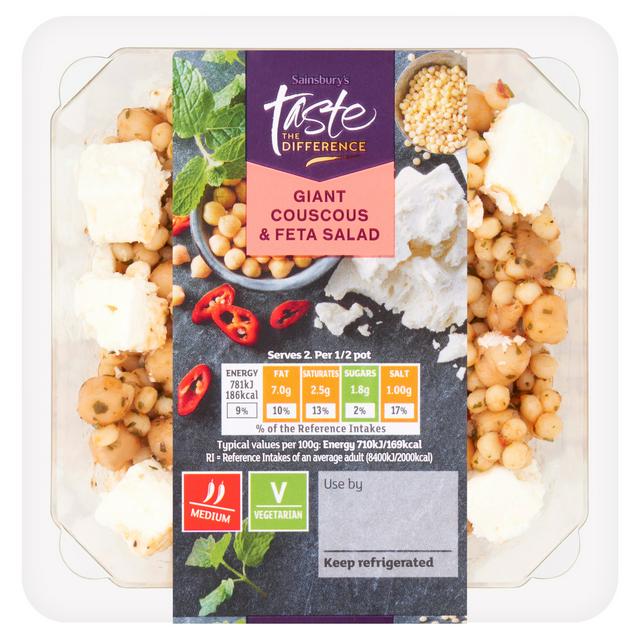 Sainsbury's
taste
THE
DIFFERENCE
GIANT
COUSCOUS
& FETA SALAD
Serves 2. Per 1/2 pot
ENERGY FAT SATURATES SUGARS SALT
781kJ 7.0g 2.5g 1.8g 1.00g
186kcal
9% 10% 13% 2% 17%
% of the Reference Intakes
Typical values per 100g: Energy 710kJ/169kcal
RI = Reference Intakes of an average adult (8400kJ/2000kcal)
MEDIUM
V
VEGETARIAN
Use by
Keep refrigerated